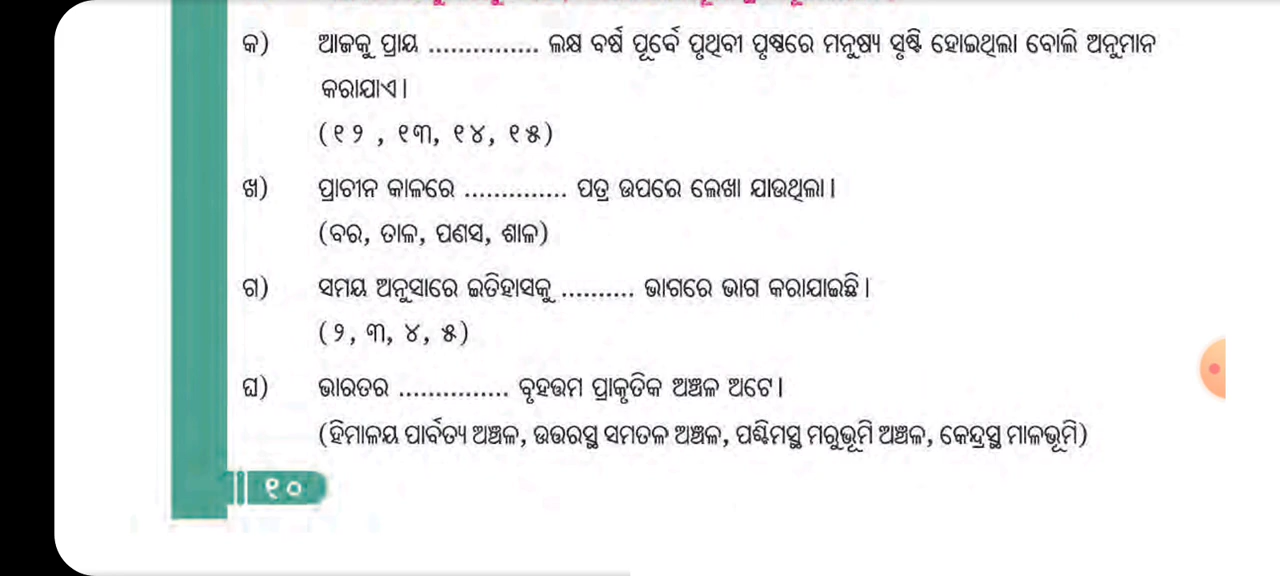 କ) ଆଜକୁ ପ୍ରାୟ ............... ଲକ୍ଷ ବର୍ଷ ପୂର୍ବେ ପୃଥିବୀ ପୃଷ୍ଠରେ ମନୁଷ୍ୟ ସୃଷ୍ଟି ହୋଇଥିଲା ବୋଲି ଅନୁମାନ
କରାଯାଏ।
(୧୨ , ୧୩, ୧୪, ୧୫)
ଖ) ପ୍ରାଚୀନ କାଳରେ .............. ପତ୍ର ଉପରେ ଲେଖା ଯାଉଥିଲା।
(ବର, ତାଳ, ପଣସ, ଶାଳ)
ଗ) ସମୟ ଅନୁସାରେ ଇତିହାସକୁ .......... ଭାଗରେ ଭାଗ କରାଯାଇଛି।
(୨, ୩, ୪, ୫)
ଘ) ଭାରତର ............... ବୃହତ୍ତମ ପ୍ରାକୃତିକ ଅଞ୍ଚଳ ଅଟେ।
(ହିମାଳୟ ପାର୍ବତ୍ୟ ଅଞ୍ଚଳ, ଉତ୍ତରସ୍ଥ ସମତଳ ଅଞ୍ଚଳ, ପଶ୍ଚିମସ୍ଥ ମରୁଭୂମି ଅଞ୍ଚଳ, କେନ୍ଦ୍ରସ୍ଥ ମାଳଭୂମି)
୧୦